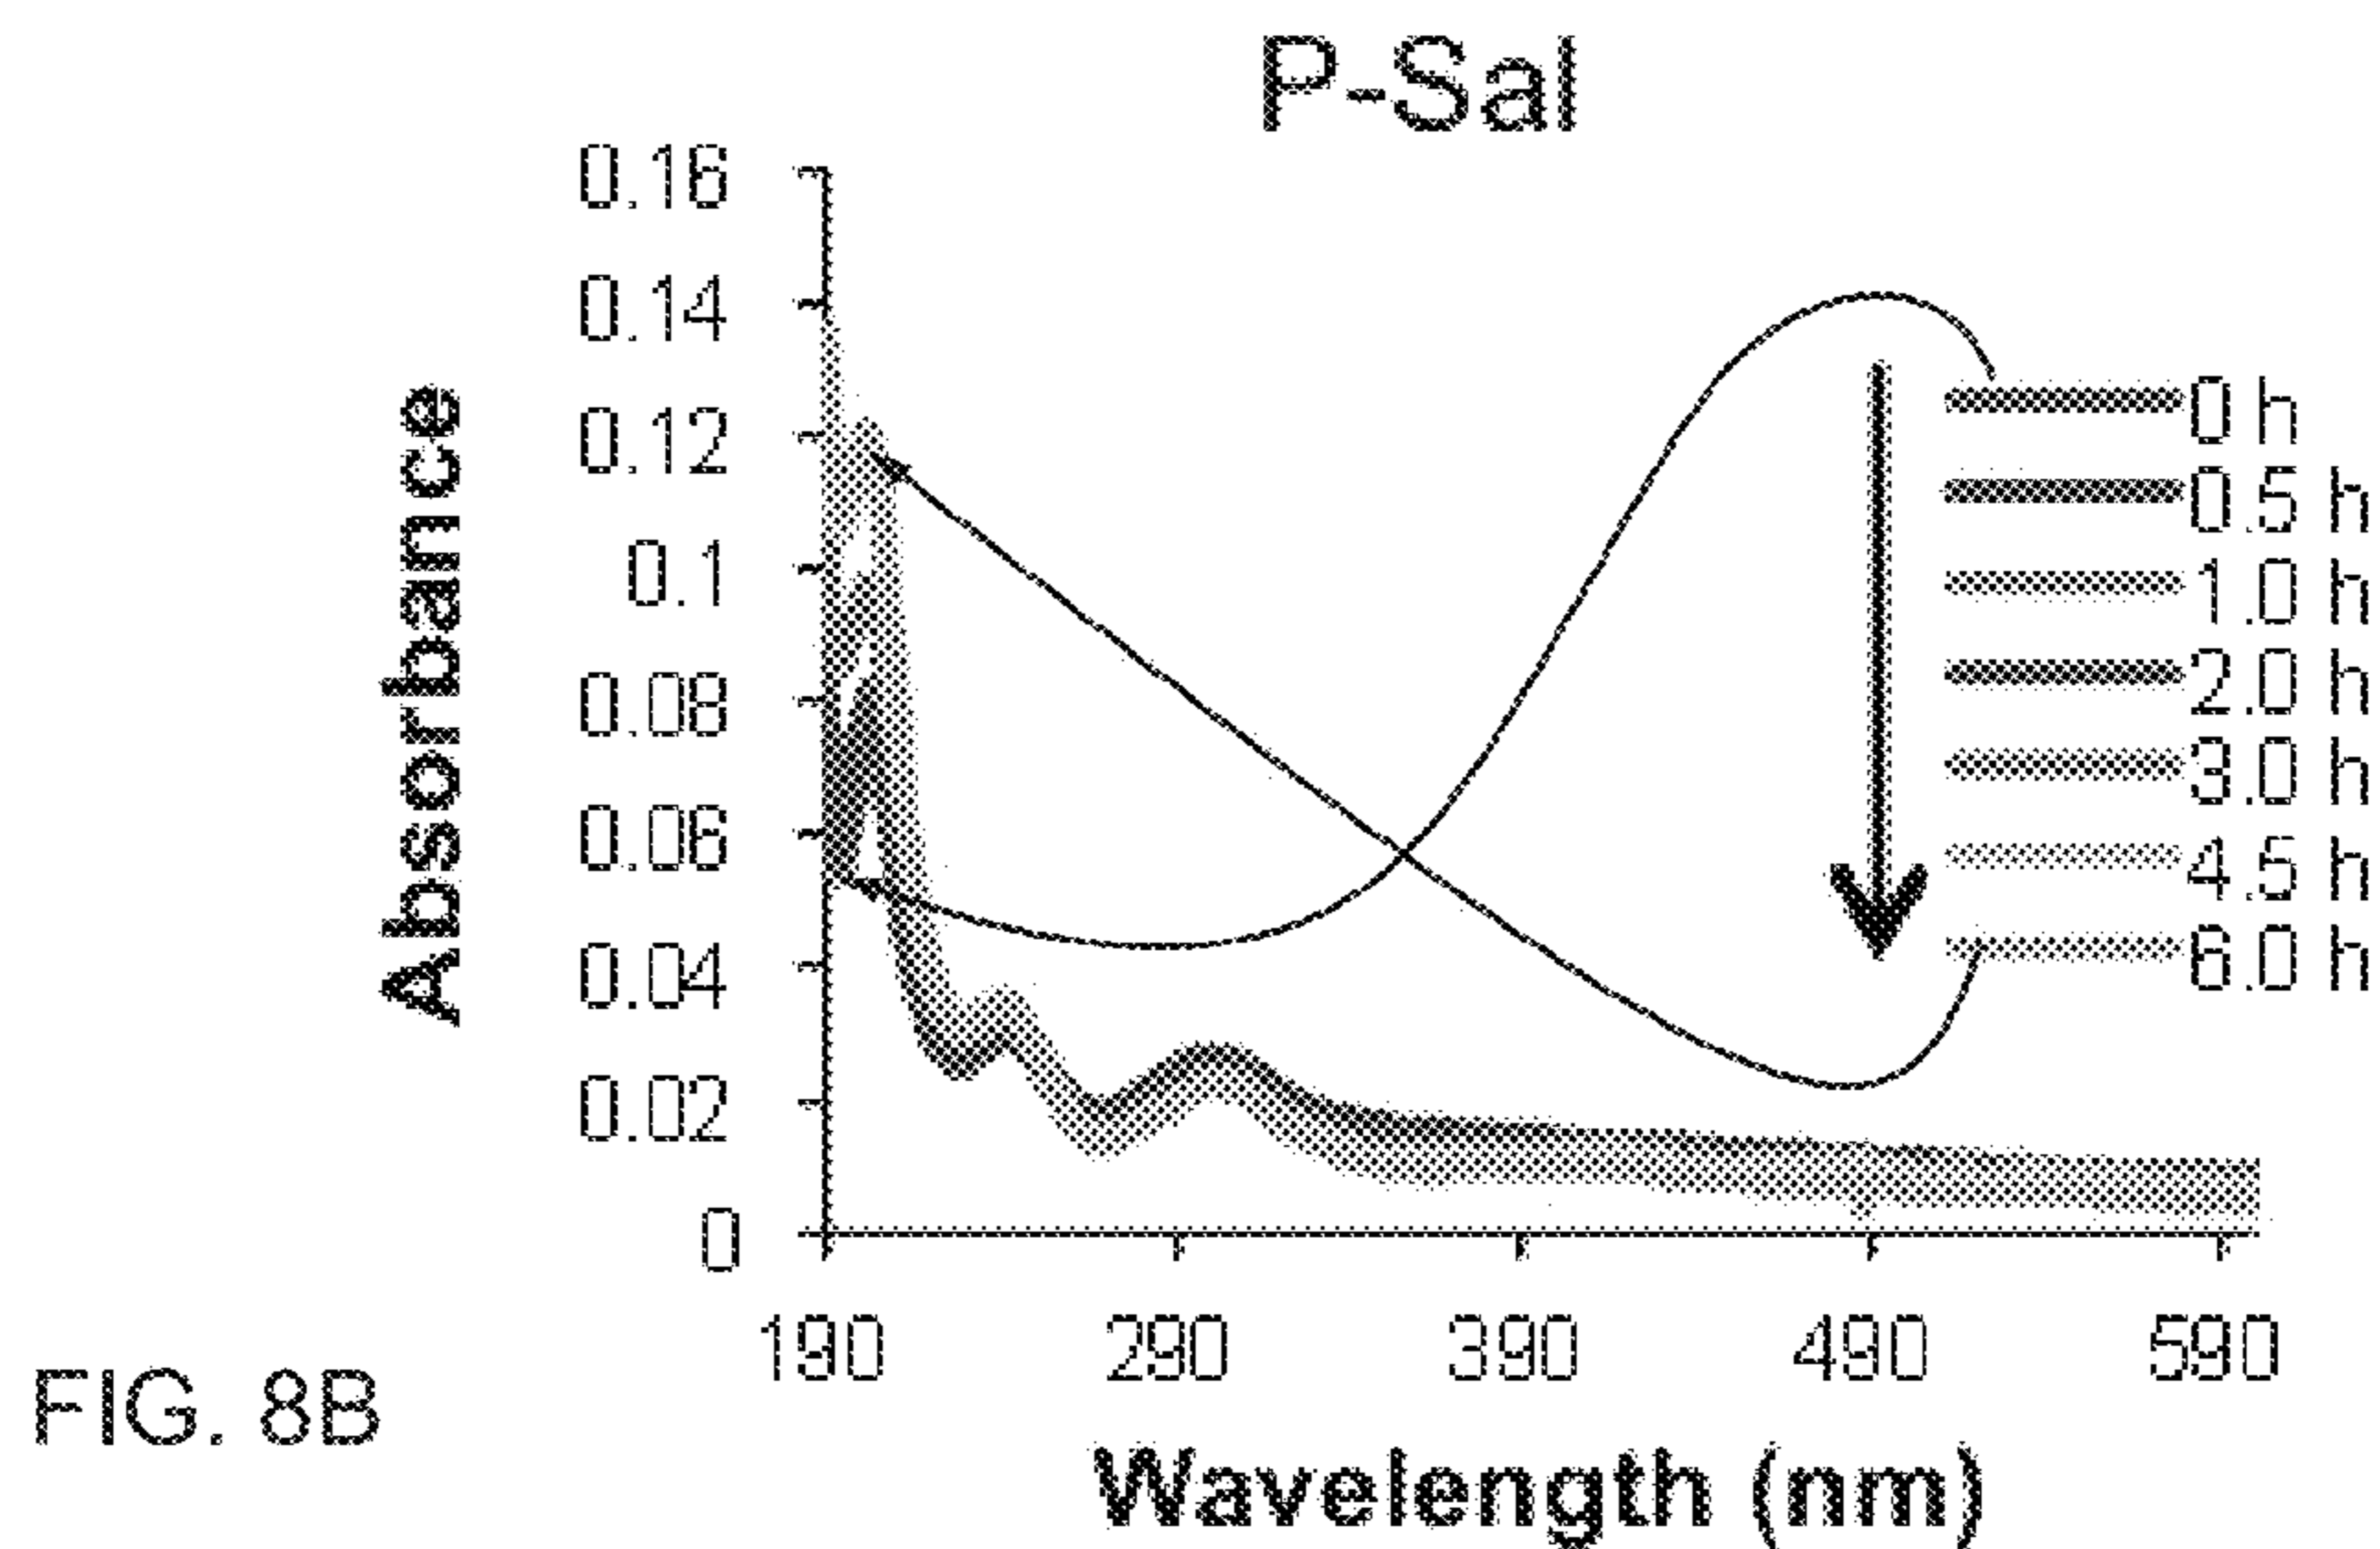 P-Sal
0.16
0.14
0.12
0.1
0.08
0.06
0.04
0.02
0
Absorbance
0 h
0.5 h
1.0 h
2.0 h
3.0 h
4.5 h
6.0 h
190
290
390
490
590
Wavelength (nm)
FIG. 8B